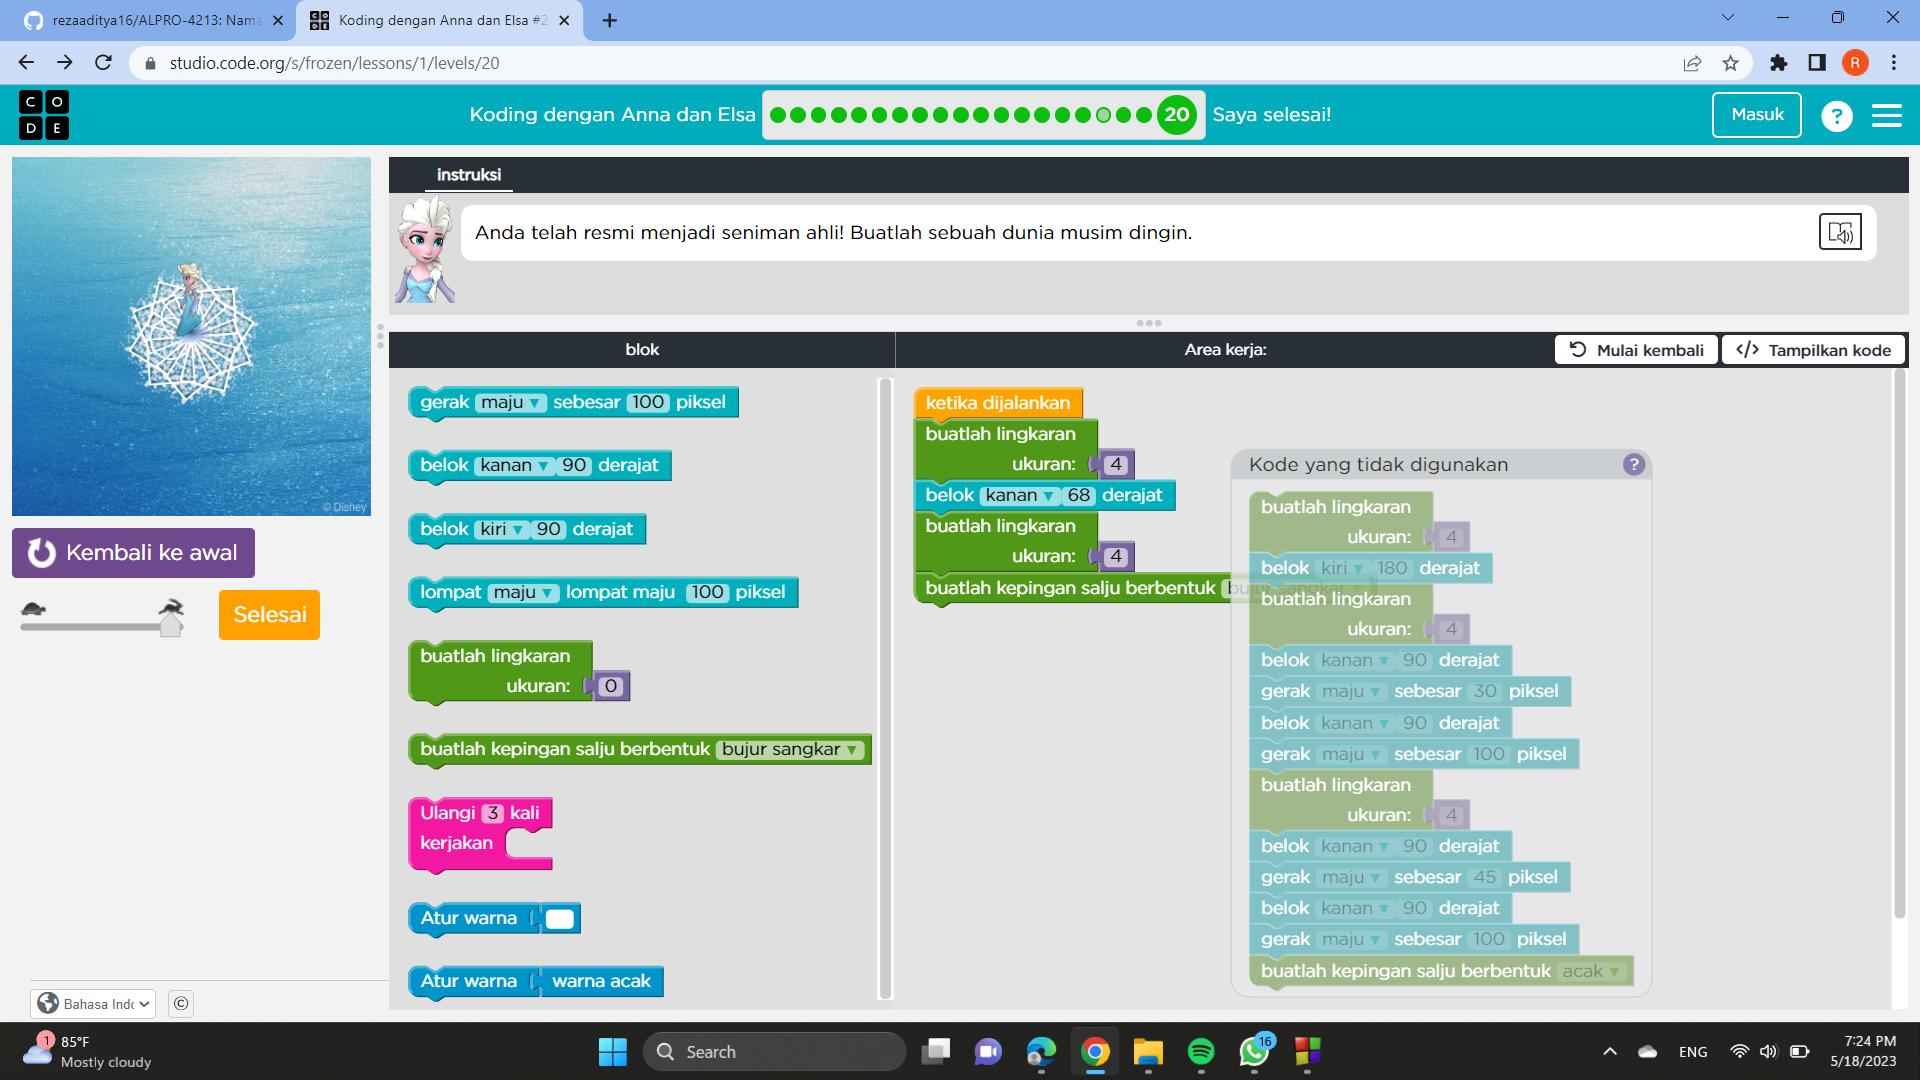 rezaaditya16/ALPRO-4213: Nama
Koding dengan Anna dan Elsa #2
studio.code.org/s/frozen/lessons/1/levels/20
R
C O D E
Koding dengan Anna dan Elsa
20
Saya selesai!
Masuk
?
instruksi
Anda telah resmi menjadi seniman ahli! Buatlah sebuah dunia musim dingin.
© Disney
Kembali ke awal
Selesai
blok
Area kerja:
Mulai kembali
</> Tampilkan kode
gerak maju sebesar 100 piksel
belok kanan 90 derajat
belok kiri 90 derajat
lompat maju lompat maju 100 piksel
buatlah lingkaran
ukuran: 0
buatlah kepingan salju berbentuk bujur sangkar
Ulangi 3 kali
kerjakan
Atur warna
Atur warna warna acak
ketika dijalankan
buatlah lingkaran
ukuran: 4
belok kanan 68 derajat
buatlah lingkaran
ukuran: 4
buatlah kepingan salju berbentuk bujur sangkar
Kode yang tidak digunakan ?
buatlah lingkaran
ukuran: 4
belok kiri 180 derajat
buatlah lingkaran
ukuran: 4
belok kanan 90 derajat
gerak maju sebesar 30 piksel
belok kanan 90 derajat
gerak maju sebesar 100 piksel
buatlah lingkaran
ukuran: 4
belok kanan 90 derajat
gerak maju sebesar 45 piksel
belok kanan 90 derajat
gerak maju sebesar 100 piksel
buatlah kepingan salju berbentuk acak
Bahasa Indc
©
1
85°F
Mostly cloudy
Search
16
ENG
7:24 PM
5/18/2023